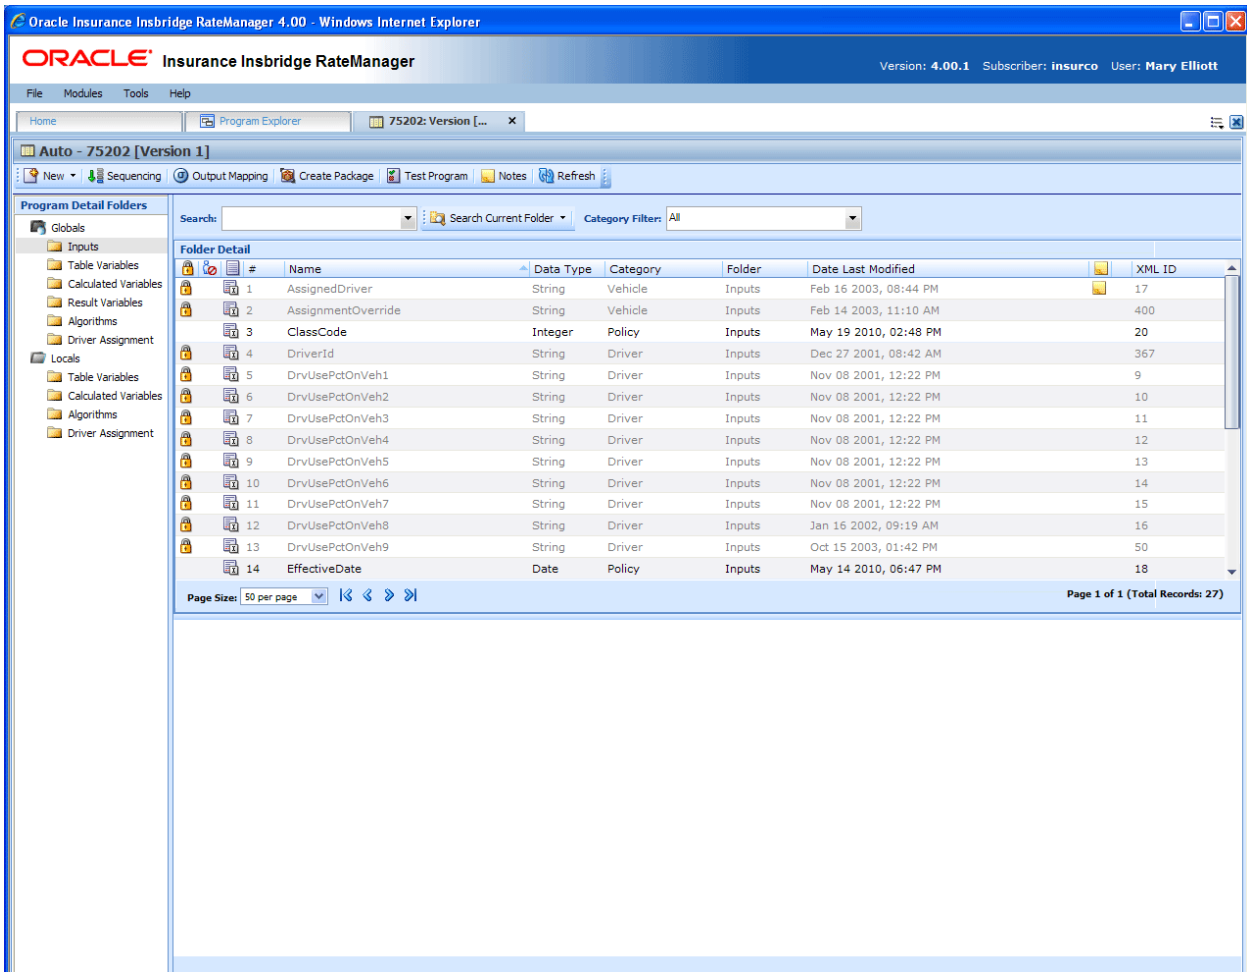 Oracle Insurance Insbridge RateManager 4.00 - Windows Internet Explorer
ORACLE Insurance Insbridge RateManager
Version: 4.00.1 Subscriber: insurco User: Mary Elliott
File Modules Tools Help
Home Program Explorer 75202: Version [... x
Auto - 75202 [Version 1]
New Sequencing Output Mapping Create Package Test Program Notes Refresh
Program Detail Folders
Globals
Inputs
Table Variables
Calculated Variables
Result Variables
Algorithms
Driver Assignment
Locals
Table Variables
Calculated Variables
Algorithms
Driver Assignment
Search: Search Current Folder Category Filter: All
Folder Detail
# Name Data Type Category Folder Date Last Modified XML ID
1 AssignedDriver String Vehicle Inputs Feb 16 2003, 08:44 PM 17
2 AssignmentOverride String Vehicle Inputs Feb 14 2003, 11:10 AM 400
3 ClassCode Integer Policy Inputs May 19 2010, 02:48 PM 20
4 DriverId String Driver Inputs Dec 27 2001, 08:42 AM 367
5 DrvUsePctOnVeh1 String Driver Inputs Nov 08 2001, 12:22 PM 9
6 DrvUsePctOnVeh2 String Driver Inputs Nov 08 2001, 12:22 PM 10
7 DrvUsePctOnVeh3 String Driver Inputs Nov 08 2001, 12:22 PM 11
8 DrvUsePctOnVeh4 String Driver Inputs Nov 08 2001, 12:22 PM 12
9 DrvUsePctOnVeh5 String Driver Inputs Nov 08 2001, 12:22 PM 13
10 DrvUsePctOnVeh6 String Driver Inputs Nov 08 2001, 12:22 PM 14
11 DrvUsePctOnVeh7 String Driver Inputs Nov 08 2001, 12:22 PM 15
12 DrvUsePctOnVeh8 String Driver Inputs Jan 16 2002, 09:19 AM 16
13 DrvUsePctOnVeh9 String Driver Inputs Oct 15 2003, 01:42 PM 50
14 EffectiveDate Date Policy Inputs May 14 2010, 06:47 PM 18
Page Size: 50 per page Page 1 of 1 (Total Records: 27)